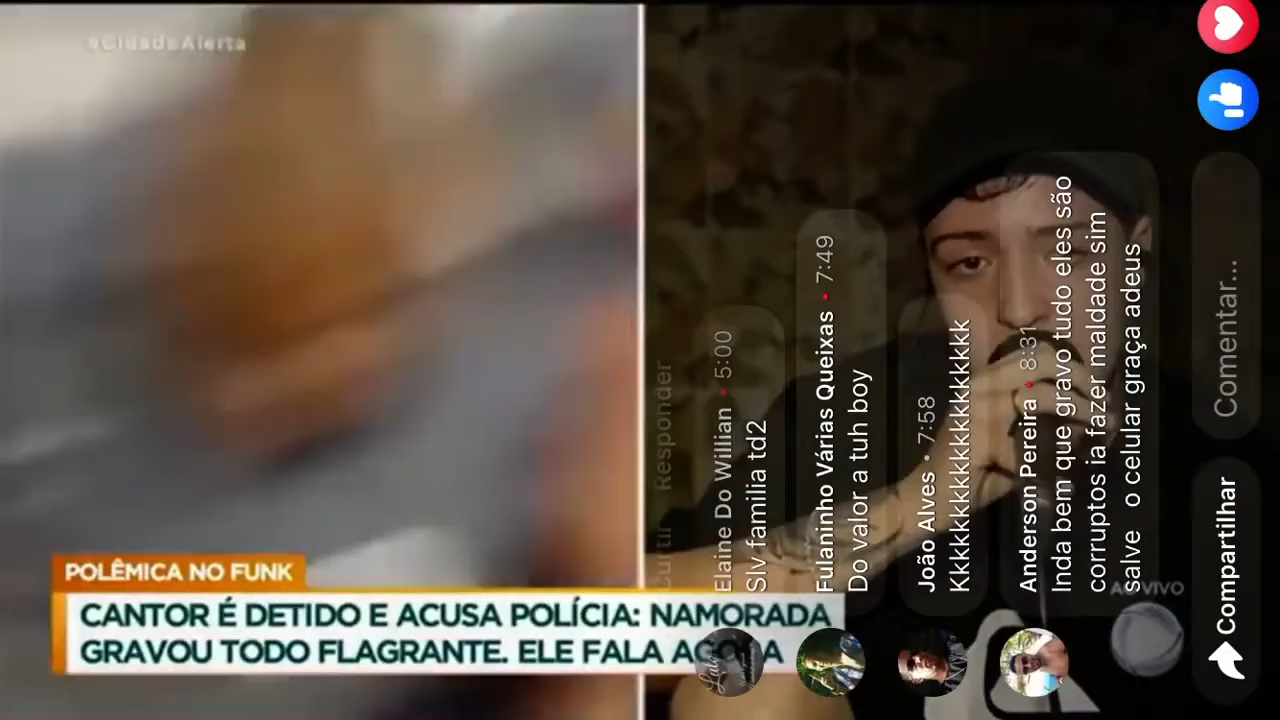 #CidadeAlerta
POLÊMICA NO FUNK
CANTOR É DETIDO E ACUSA POLÍCIA: NAMORADA
GRAVOU TODO FLAGRANTE. ELE FALA AGORA
Curtir Responder
Elaine Do Willian • 5:00
Slv familia td2
Fulaninho Várias Queixas • 7:49
Do valor a tuh boy
João Alves • 7:58
Kkkkkkkkkkkkkkkkkk
Anderson Pereira • 8:31
Inda bem que gravo tudo eles são
corruptos ia fazer maldade sim
salve o celular graça adeus
AO VIVO
Comentar...
Compartilhar